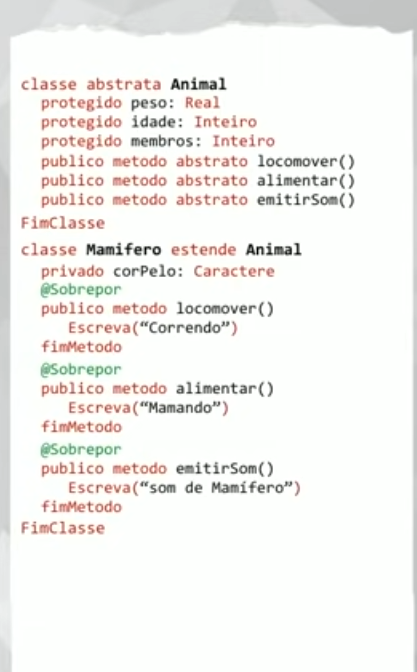 classe abstrata Animal
protegido peso: Real
protegido idade: Inteiro
protegido membros: Inteiro
publico metodo abstrato locomover()
publico metodo abstrato alimentar()
publico metodo abstrato emitirSom()
FimClasse
classe Mamifero estende Animal
privado corPelo: Caractere
@Sobrepor
publico metodo locomover()
Escreva(“Correndo”)
fimMetodo
@Sobrepor
publico metodo alimentar()
Escreva(“Mamando”)
fimMetodo
@Sobrepor
publico metodo emitirSom()
Escreva(“som de Mamífero”)
fimMetodo
FimClasse